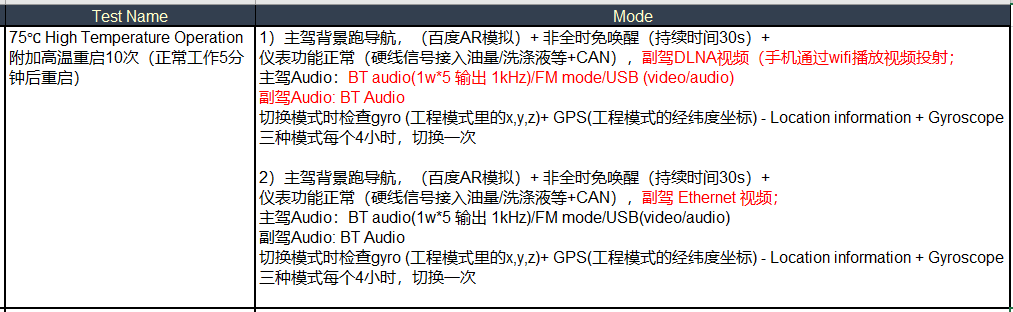 Test Name
Mode
75℃ High Temperature Operation
附加高温重启10次（正常工作5分
钟后重启）
1）主驾背景跑导航，（百度AR模拟）+ 非全时免唤醒（持续时间30s）+
仪表功能正常（硬线信号接入油量/洗涤液等+CAN），副驾DLNA视频（手机通过wifi播放视频投射；
主驾Audio：BT audio(1w*5 输出 1kHz)/FM mode/USB (video/audio)
副驾Audio: BT Audio
切换模式时检查gyro (工程模式里的x,y,z)+ GPS(工程模式的经纬度坐标) - Location information + Gyroscope
三种模式每个4小时，切换一次
2）主驾背景跑导航，（百度AR模拟）+ 非全时免唤醒（持续时间30s）+
仪表功能正常（硬线信号接入油量/洗涤液等+CAN），副驾 Ethernet 视频；
主驾Audio：BT audio(1w*5 输出 1kHz)/FM mode/USB(video/audio)
副驾Audio: BT Audio
切换模式时检查gyro (工程模式里的x,y,z)+ GPS(工程模式的经纬度坐标) - Location information + Gyroscope
三种模式每个4小时，切换一次